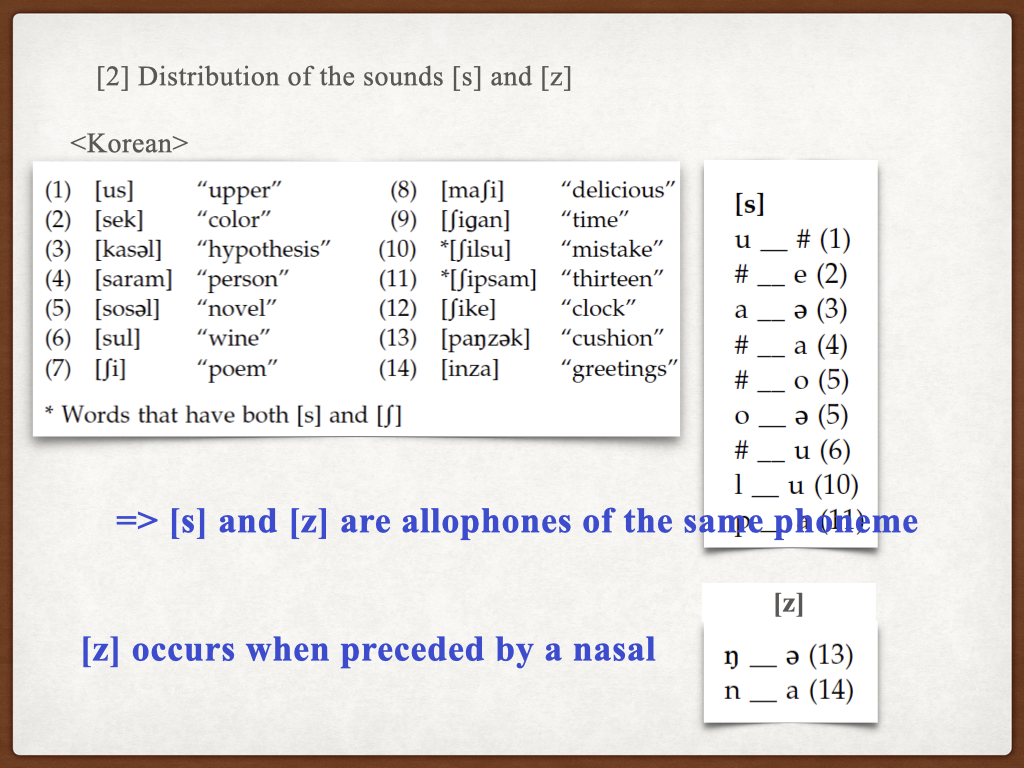 [2] Distribution of the sounds [s] and [z]
<Korean>
(1) [us] “upper” (8) [maʃi] “delicious”
(2) [sek] “color” (9) [ʃiɡan] “time”
(3) [kasəl] “hypothesis” (10) *[ʃilsu] “mistake”
(4) [saram] “person” (11) *[ʃipsam] “thirteen”
(5) [sosəl] “novel” (12) [ʃike] “clock”
(6) [sul] “wine” (13) [paŋzək] “cushion”
(7) [ʃi] “poem” (14) [inza] “greetings”
* Words that have both [s] and [ʃ]
[s]
u __ # (1)
# __ e (2)
a __ ə (3)
# __ a (4)
# __ o (5)
o __ ə (5)
# __ u (6)
l __ u (10)
p __ a (11)
=> [s] and [z] are allophones of the same phoneme
[z] occurs when preceded by a nasal
[z]
ŋ __ ə (13)
n __ a (14)